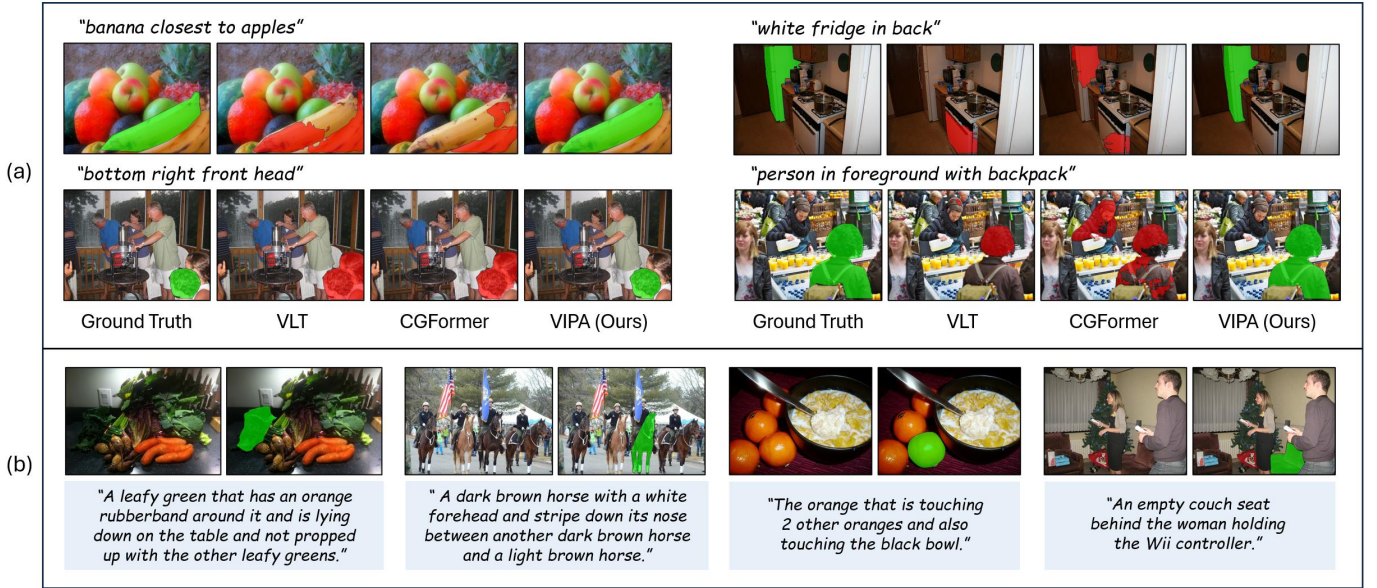 (a)
“banana closest to apples”
“white fridge in back”
“bottom right front head”
“person in foreground with backpack”
Ground Truth
VLT
CGFormer
VIPA (Ours)
Ground Truth
VLT
CGFormer
VIPA (Ours)
(b)
“A leafy green that has an orange
rubberband around it and is lying
down on the table and not propped
up with the other leafy greens.”
“ A dark brown horse with a white
forehead and stripe down its nose
between another dark brown horse
and a light brown horse.”
“The orange that is touching
2 other oranges and also
touching the black bowl.”
“An empty couch seat
behind the woman holding
the Wii controller.”